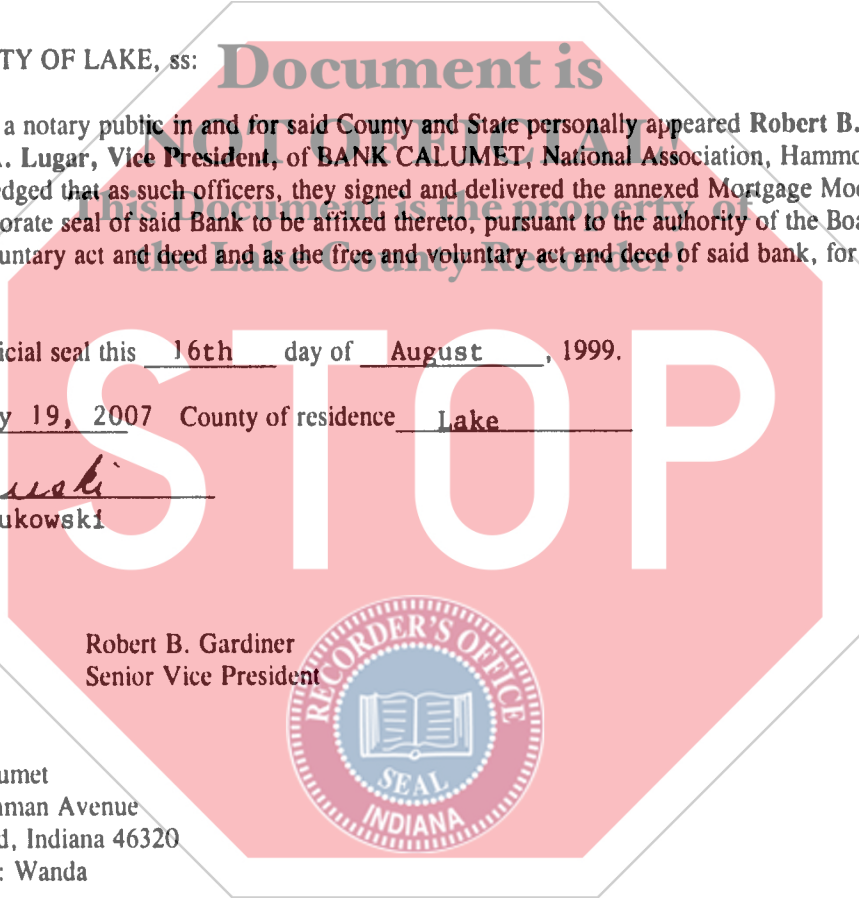 TY OF LAKE, ss:
Document is
NOT OFFICIAL!
This Document is the property of
the Lake County Recorder!
a notary public in and for said County and State personally appeared Robert B.
A. Lugar, Vice President, of BANK CALUMET, National Association, Hammo
dged that as such officers, they signed and delivered the annexed Mortgage Mod
orate seal of said Bank to be affixed thereto, pursuant to the authority of the Boa
untary act and deed and as the free and voluntary act and deed of said bank, for
icial seal this 16th day of August, 1999.
y 19, 2007 County of residence Lake
STOP
uski
ukowski
Robert B. Gardiner
Senior Vice President
RECORDER'S OFFICE
SEAL
INDIANA
umet
hman Avenue
d, Indiana 46320
: Wanda